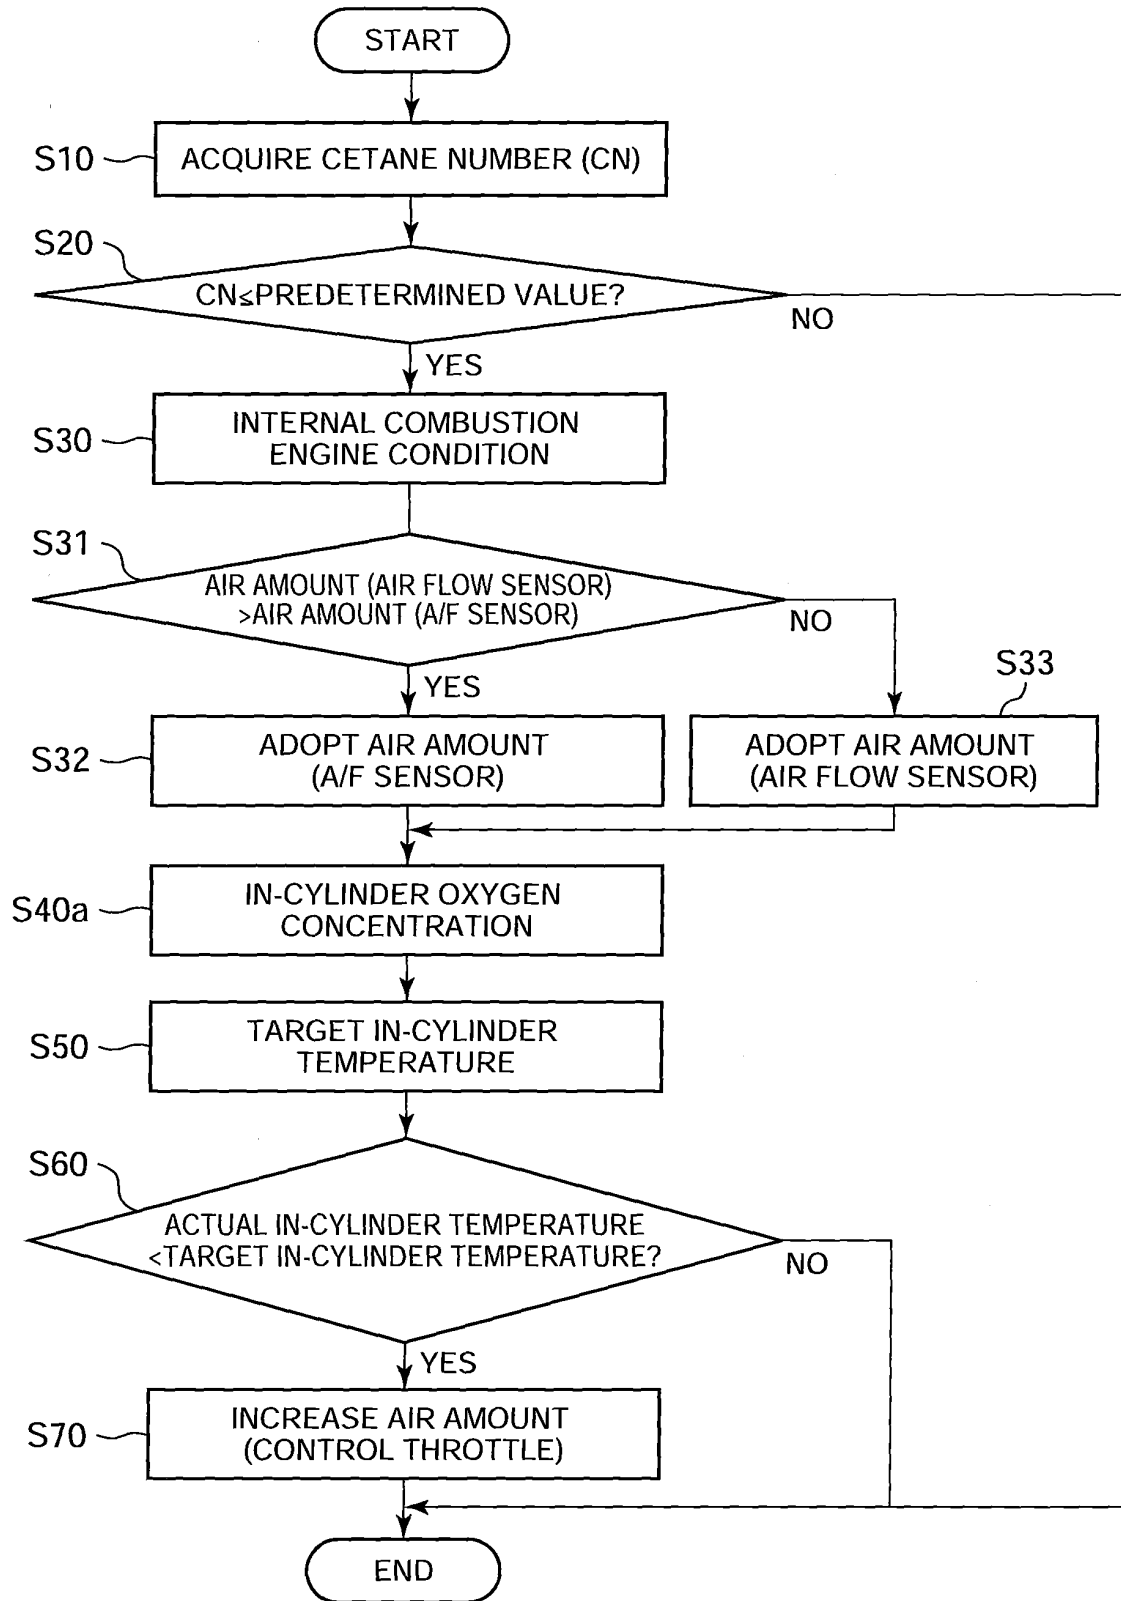 START
S10
ACQUIRE CETANE NUMBER (CN)
S20
CN≤PREDETERMINED VALUE?
NO
YES
S30
INTERNAL COMBUSTION
ENGINE CONDITION
S31
AIR AMOUNT (AIR FLOW SENSOR)
>AIR AMOUNT (A/F SENSOR)
NO
YES
S32
ADOPT AIR AMOUNT
(A/F SENSOR)
S33
ADOPT AIR AMOUNT
(AIR FLOW SENSOR)
S40a
IN-CYLINDER OXYGEN
CONCENTRATION
S50
TARGET IN-CYLINDER
TEMPERATURE
S60
ACTUAL IN-CYLINDER TEMPERATURE
<TARGET IN-CYLINDER TEMPERATURE?
NO
YES
S70
INCREASE AIR AMOUNT
(CONTROL THROTTLE)
END